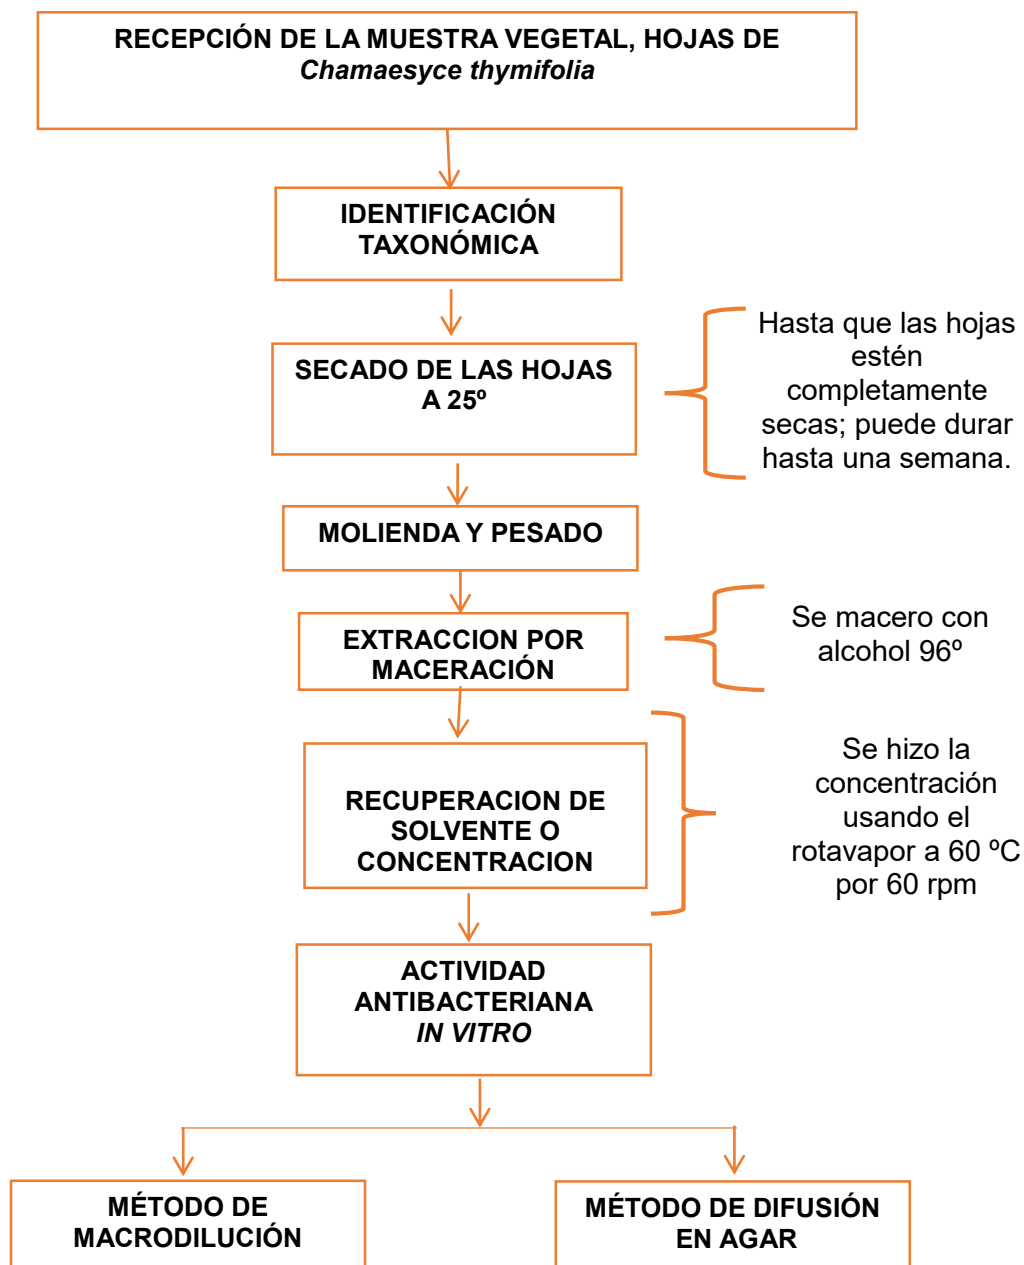 RECEPCIÓN DE LA MUESTRA VEGETAL, HOJAS DE
Chamaesyce thymifolia
IDENTIFICACIÓN
TAXONÓMICA
SECADO DE LAS HOJAS
A 25º
Hasta que las hojas
estén
completamente
secas; puede durar
hasta una semana.
MOLIENDA Y PESADO
EXTRACCION POR
MACERACIÓN
Se macero con
alcohol 96º
RECUPERACION DE
SOLVENTE O
CONCENTRACION
Se hizo la
concentración
usando el
rotavapor a 60 ºC
por 60 rpm
ACTIVIDAD
ANTIBACTERIANA
IN VITRO
MÉTODO DE
MACRODILUCIÓN
MÉTODO DE DIFUSIÓN
EN AGAR